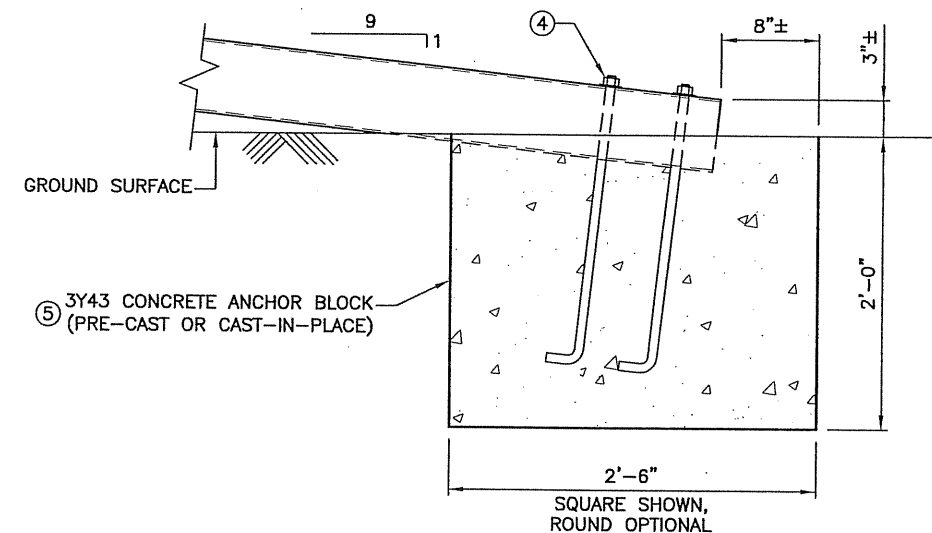 9
1
4
8"±
3"±
GROUND SURFACE
5 3Y43 CONCRETE ANCHOR BLOCK
(PRE-CAST OR CAST-IN-PLACE)
2'-0"
2'-6"
SQUARE SHOWN,
ROUND OPTIONAL